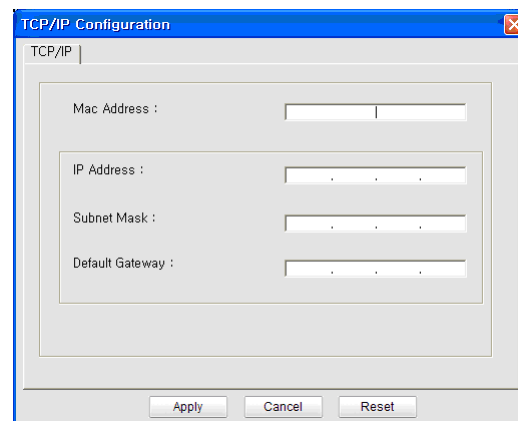 TCP/IP Configuration
TCP/IP
Mac Address :
IP Address :
. . .
Subnet Mask :
. . .
Default Gateway :
. . .
Apply Cancel Reset